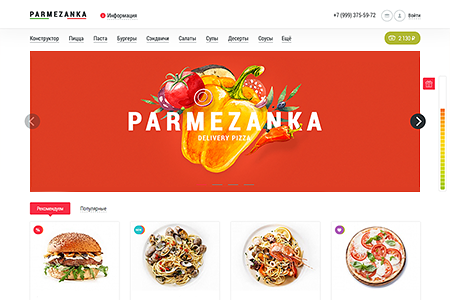 PARMEZANKA Информация +7 (999) 375-59-72 Войти
Конструктор Пицца Паста Бургеры Сэндвичи Салаты Супы Десерты Соусы Ещё 2 130 ₽
PARMEZANKA
DELIVERY PIZZA
Рекомендуем Популярные
%